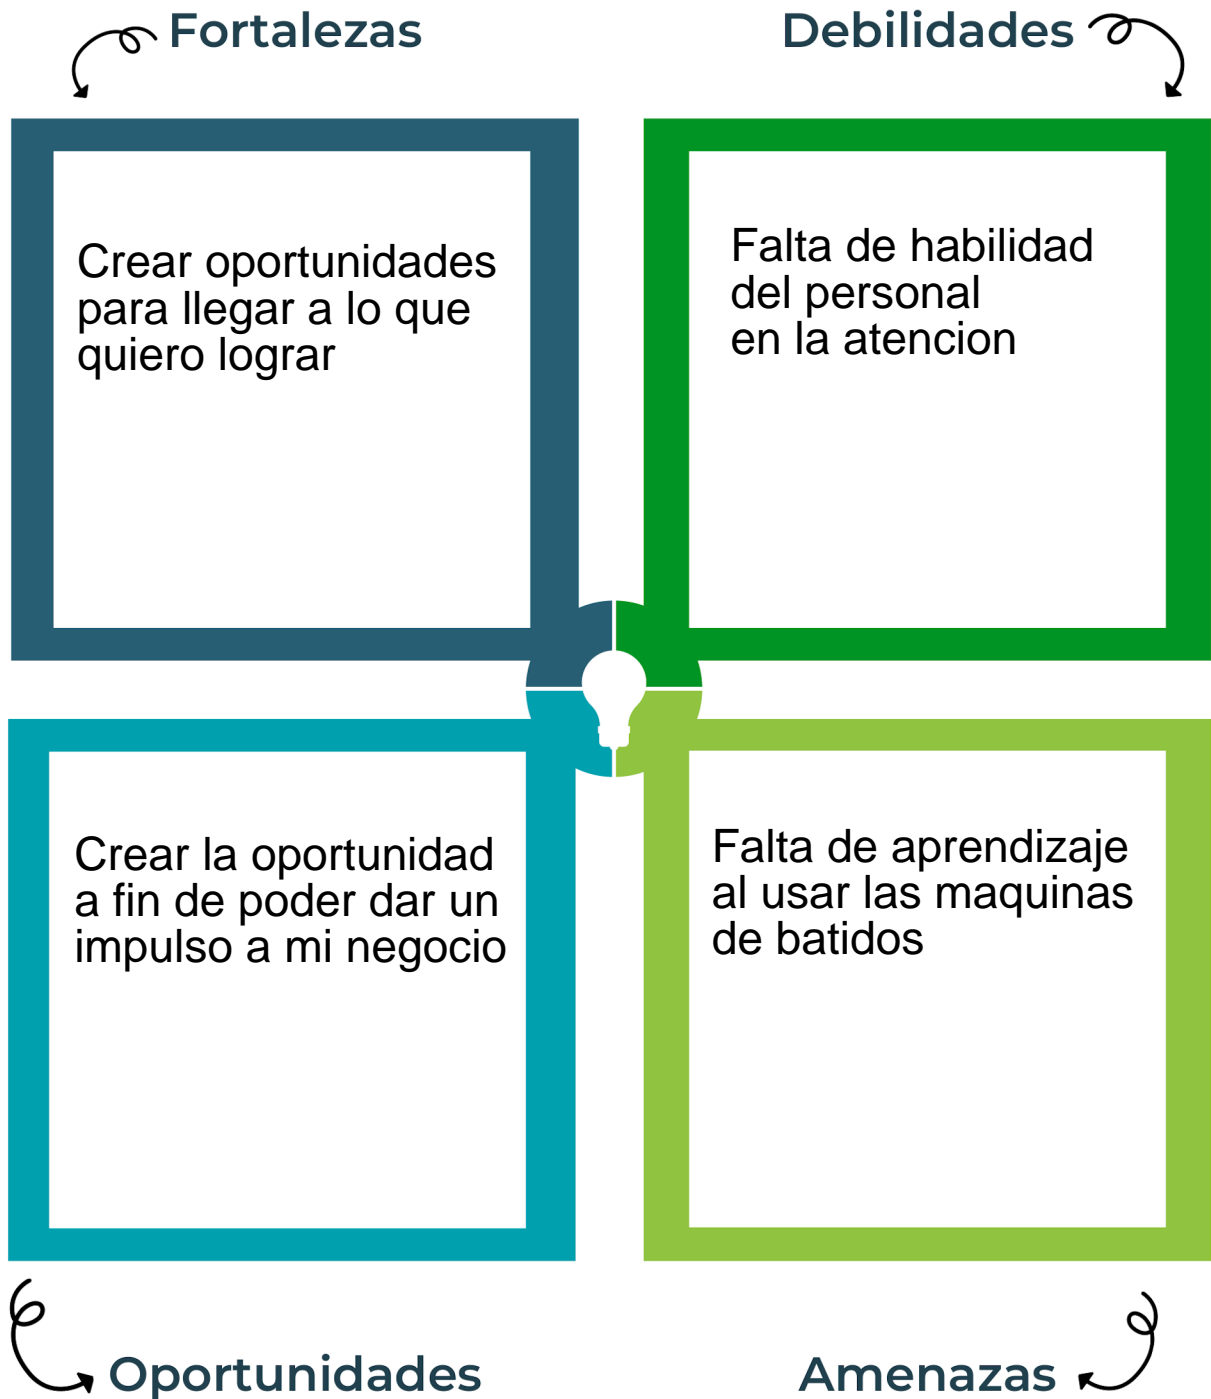 Fortalezas
Debilidades
Crear oportunidades
para llegar a lo que
quiero lograr
Falta de habilidad
del personal
en la atencion
Crear la oportunidad
a fin de poder dar un
impulso a mi negocio
Falta de aprendizaje
al usar las maquinas
de batidos
Oportunidades
Amenazas